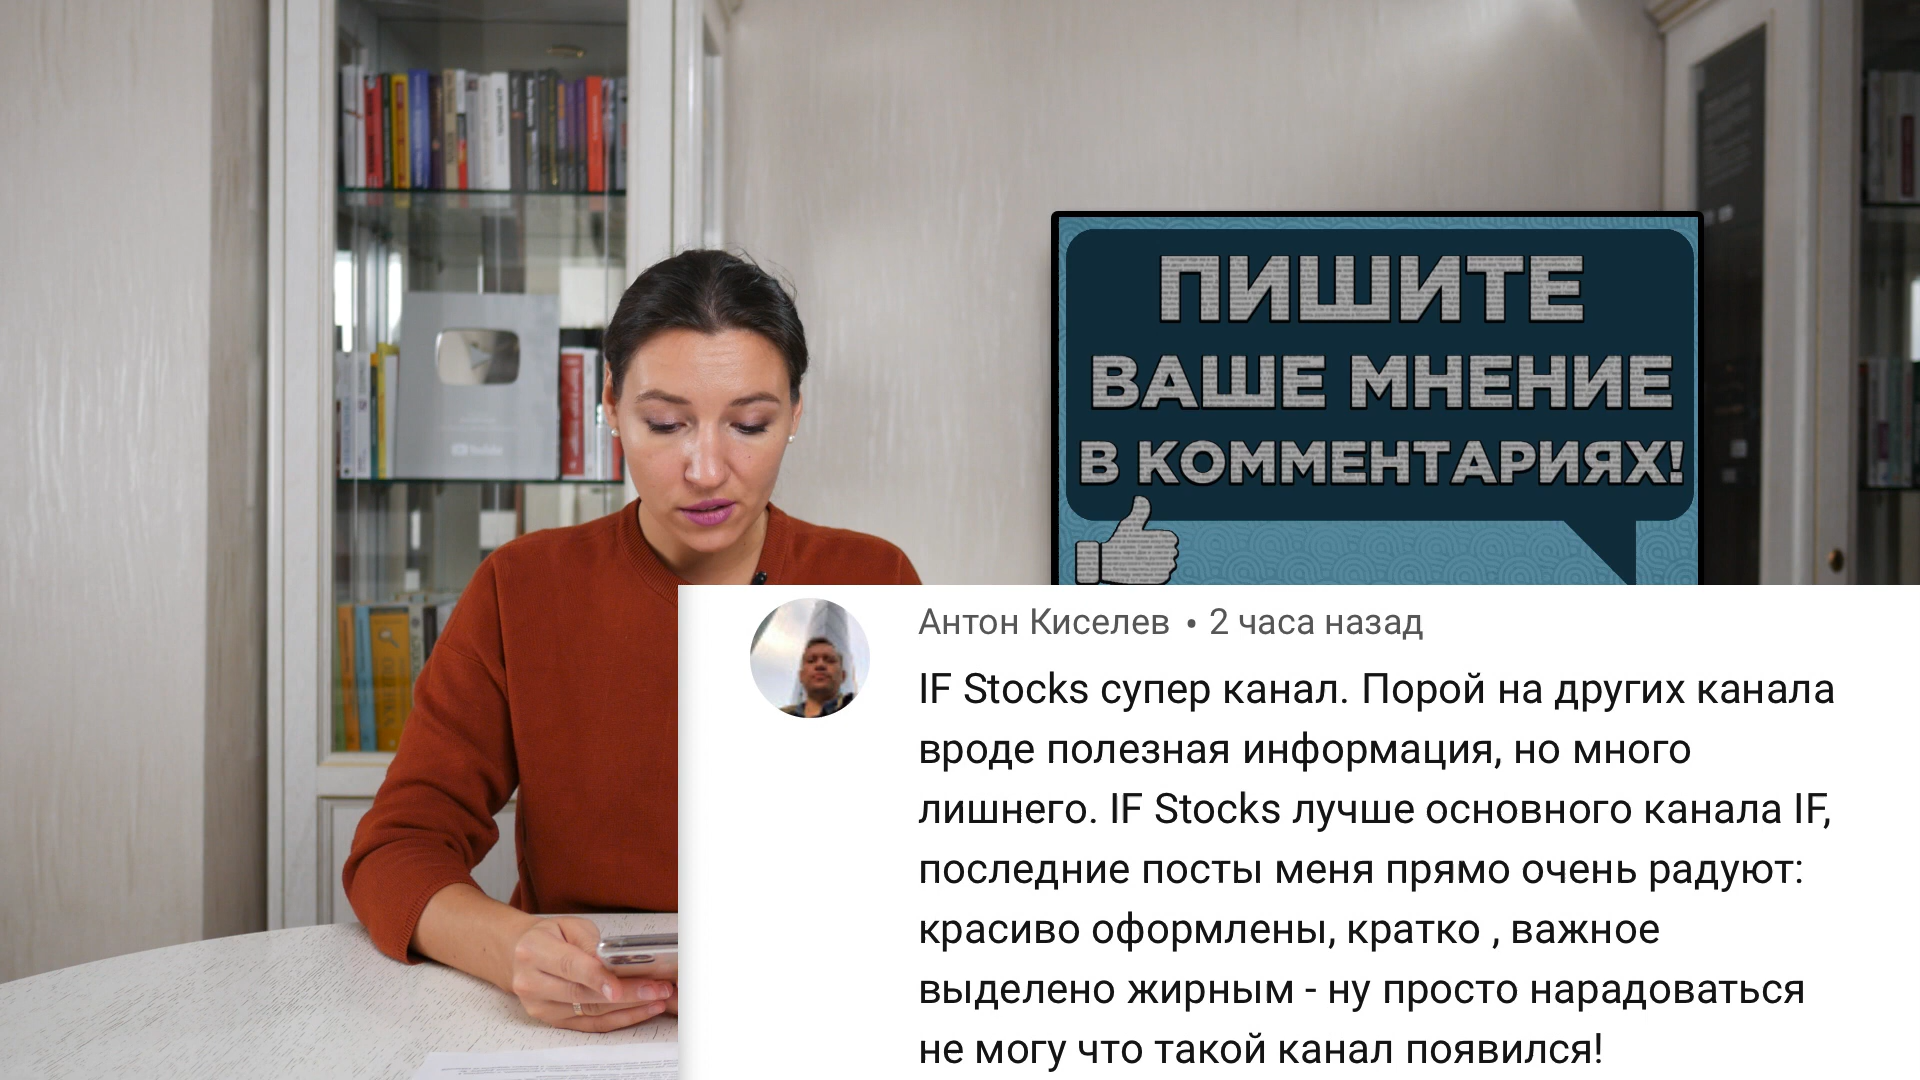 ПИШИТЕ
ВАШЕ МНЕНИЕ
В КОММЕНТАРИЯХ!
Антон Киселев • 2 часа назад
IF Stocks супер канал. Порой на других канала
вроде полезная информация, но много
лишнего. IF Stocks лучше основного канала IF,
последние посты меня прямо очень радуют:
красиво оформлены, кратко , важное
выделено жирным - ну просто нарадоваться
не могу что такой канал появился!